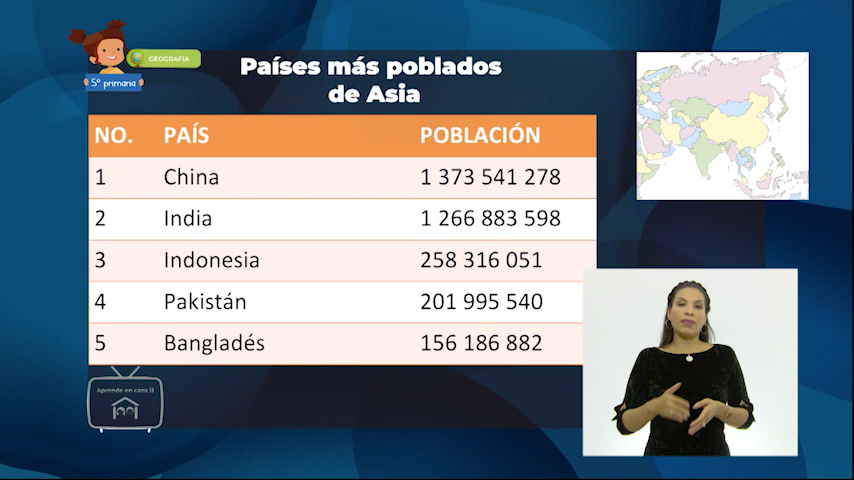 GEOGRAFÍA
5° primaria
Países más poblados
de Asia
NO. PAÍS POBLACIÓN
1 China 1 373 541 278
2 India 1 266 883 598
3 Indonesia 258 316 051
4 Pakistán 201 995 540
5 Bangladés 156 186 882
Aprende en casa II